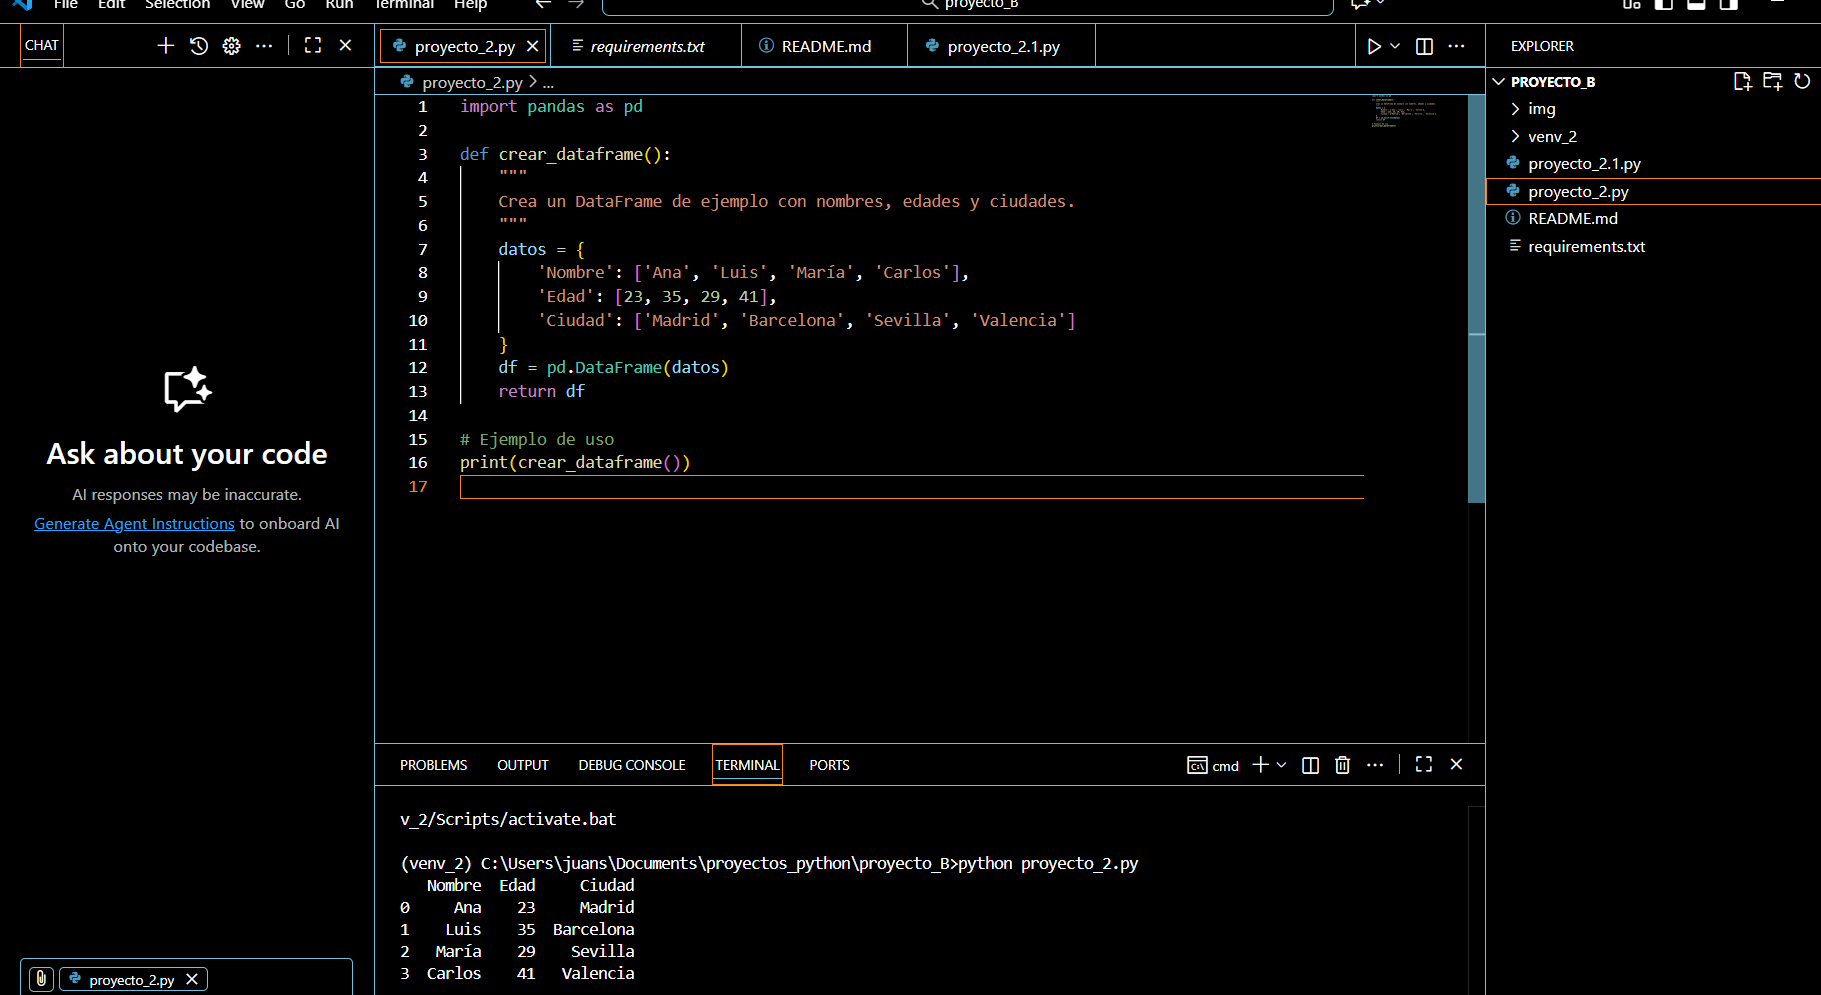 File Edit Selection View Go Run Terminal Help
proyecto_B
CHAT
proyecto_2.py
requirements.txt
README.md
proyecto_2.1.py
EXPLORER
proyecto_2.py > ...
PROYECTO_B
img
venv_2
proyecto_2.1.py
proyecto_2.py
README.md
requirements.txt
1 import pandas as pd
2
3 def crear_dataframe():
4     """
5     Crea un DataFrame de ejemplo con nombres, edades y ciudades.
6     """
7     datos = {
8         'Nombre': ['Ana', 'Luis', 'María', 'Carlos'],
9         'Edad': [23, 35, 29, 41],
10         'Ciudad': ['Madrid', 'Barcelona', 'Sevilla', 'Valencia']
11     }
12     df = pd.DataFrame(datos)
13     return df
14
15 # Ejemplo de uso
16 print(crear_dataframe())
17
Ask about your code
AI responses may be inaccurate.
Generate Agent Instructions to onboard AI
onto your codebase.
proyecto_2.py
PROBLEMS OUTPUT DEBUG CONSOLE TERMINAL PORTS
cmd
v_2/Scripts/activate.bat
(venv_2) C:\Users\juans\Documents\proyectos_python\proyecto_B>python proyecto_2.py
   Nombre  Edad     Ciudad
0     Ana    23     Madrid
1    Luis    35  Barcelona
2   María    29    Sevilla
3  Carlos    41   Valencia